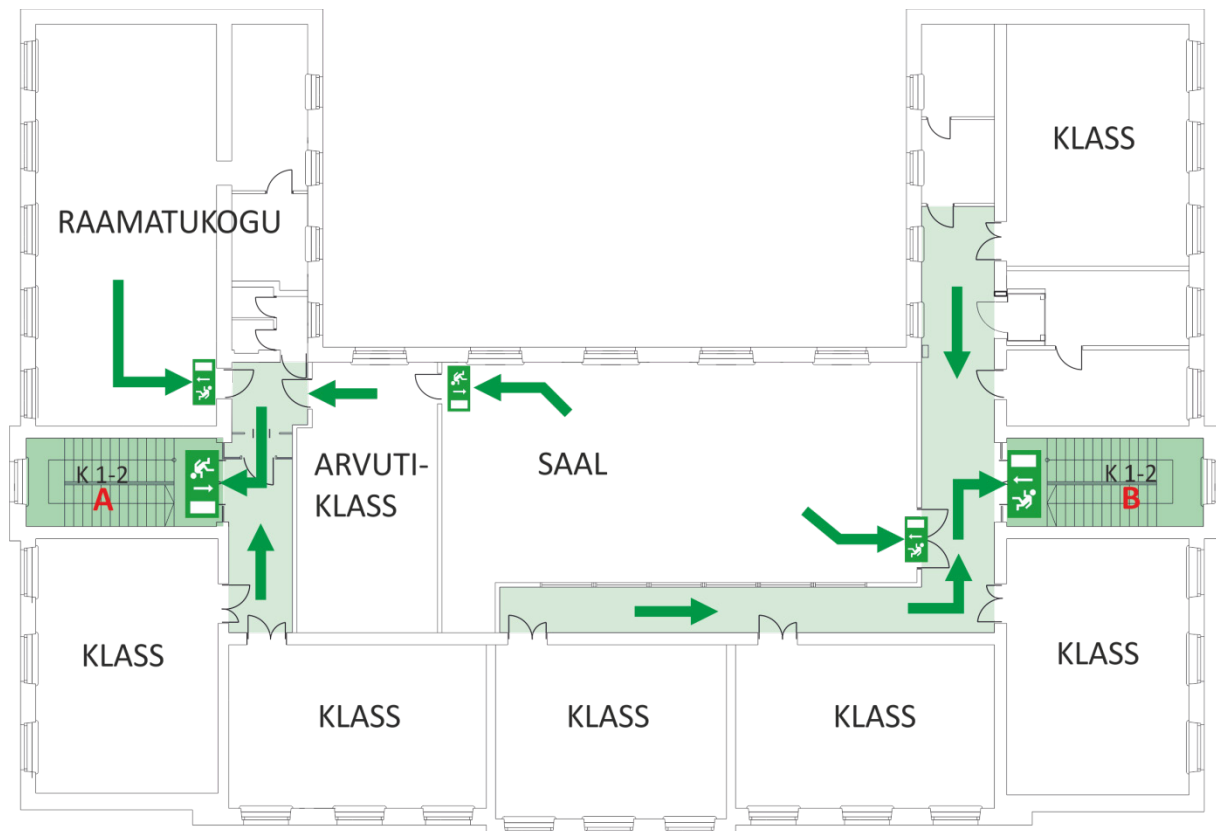 KLASS
RAAMATUKOGU
ARVUTI-
KLASS
SAAL
K 1-2
A
K 1-2
B
KLASS
KLASS
KLASS
KLASS
KLASS